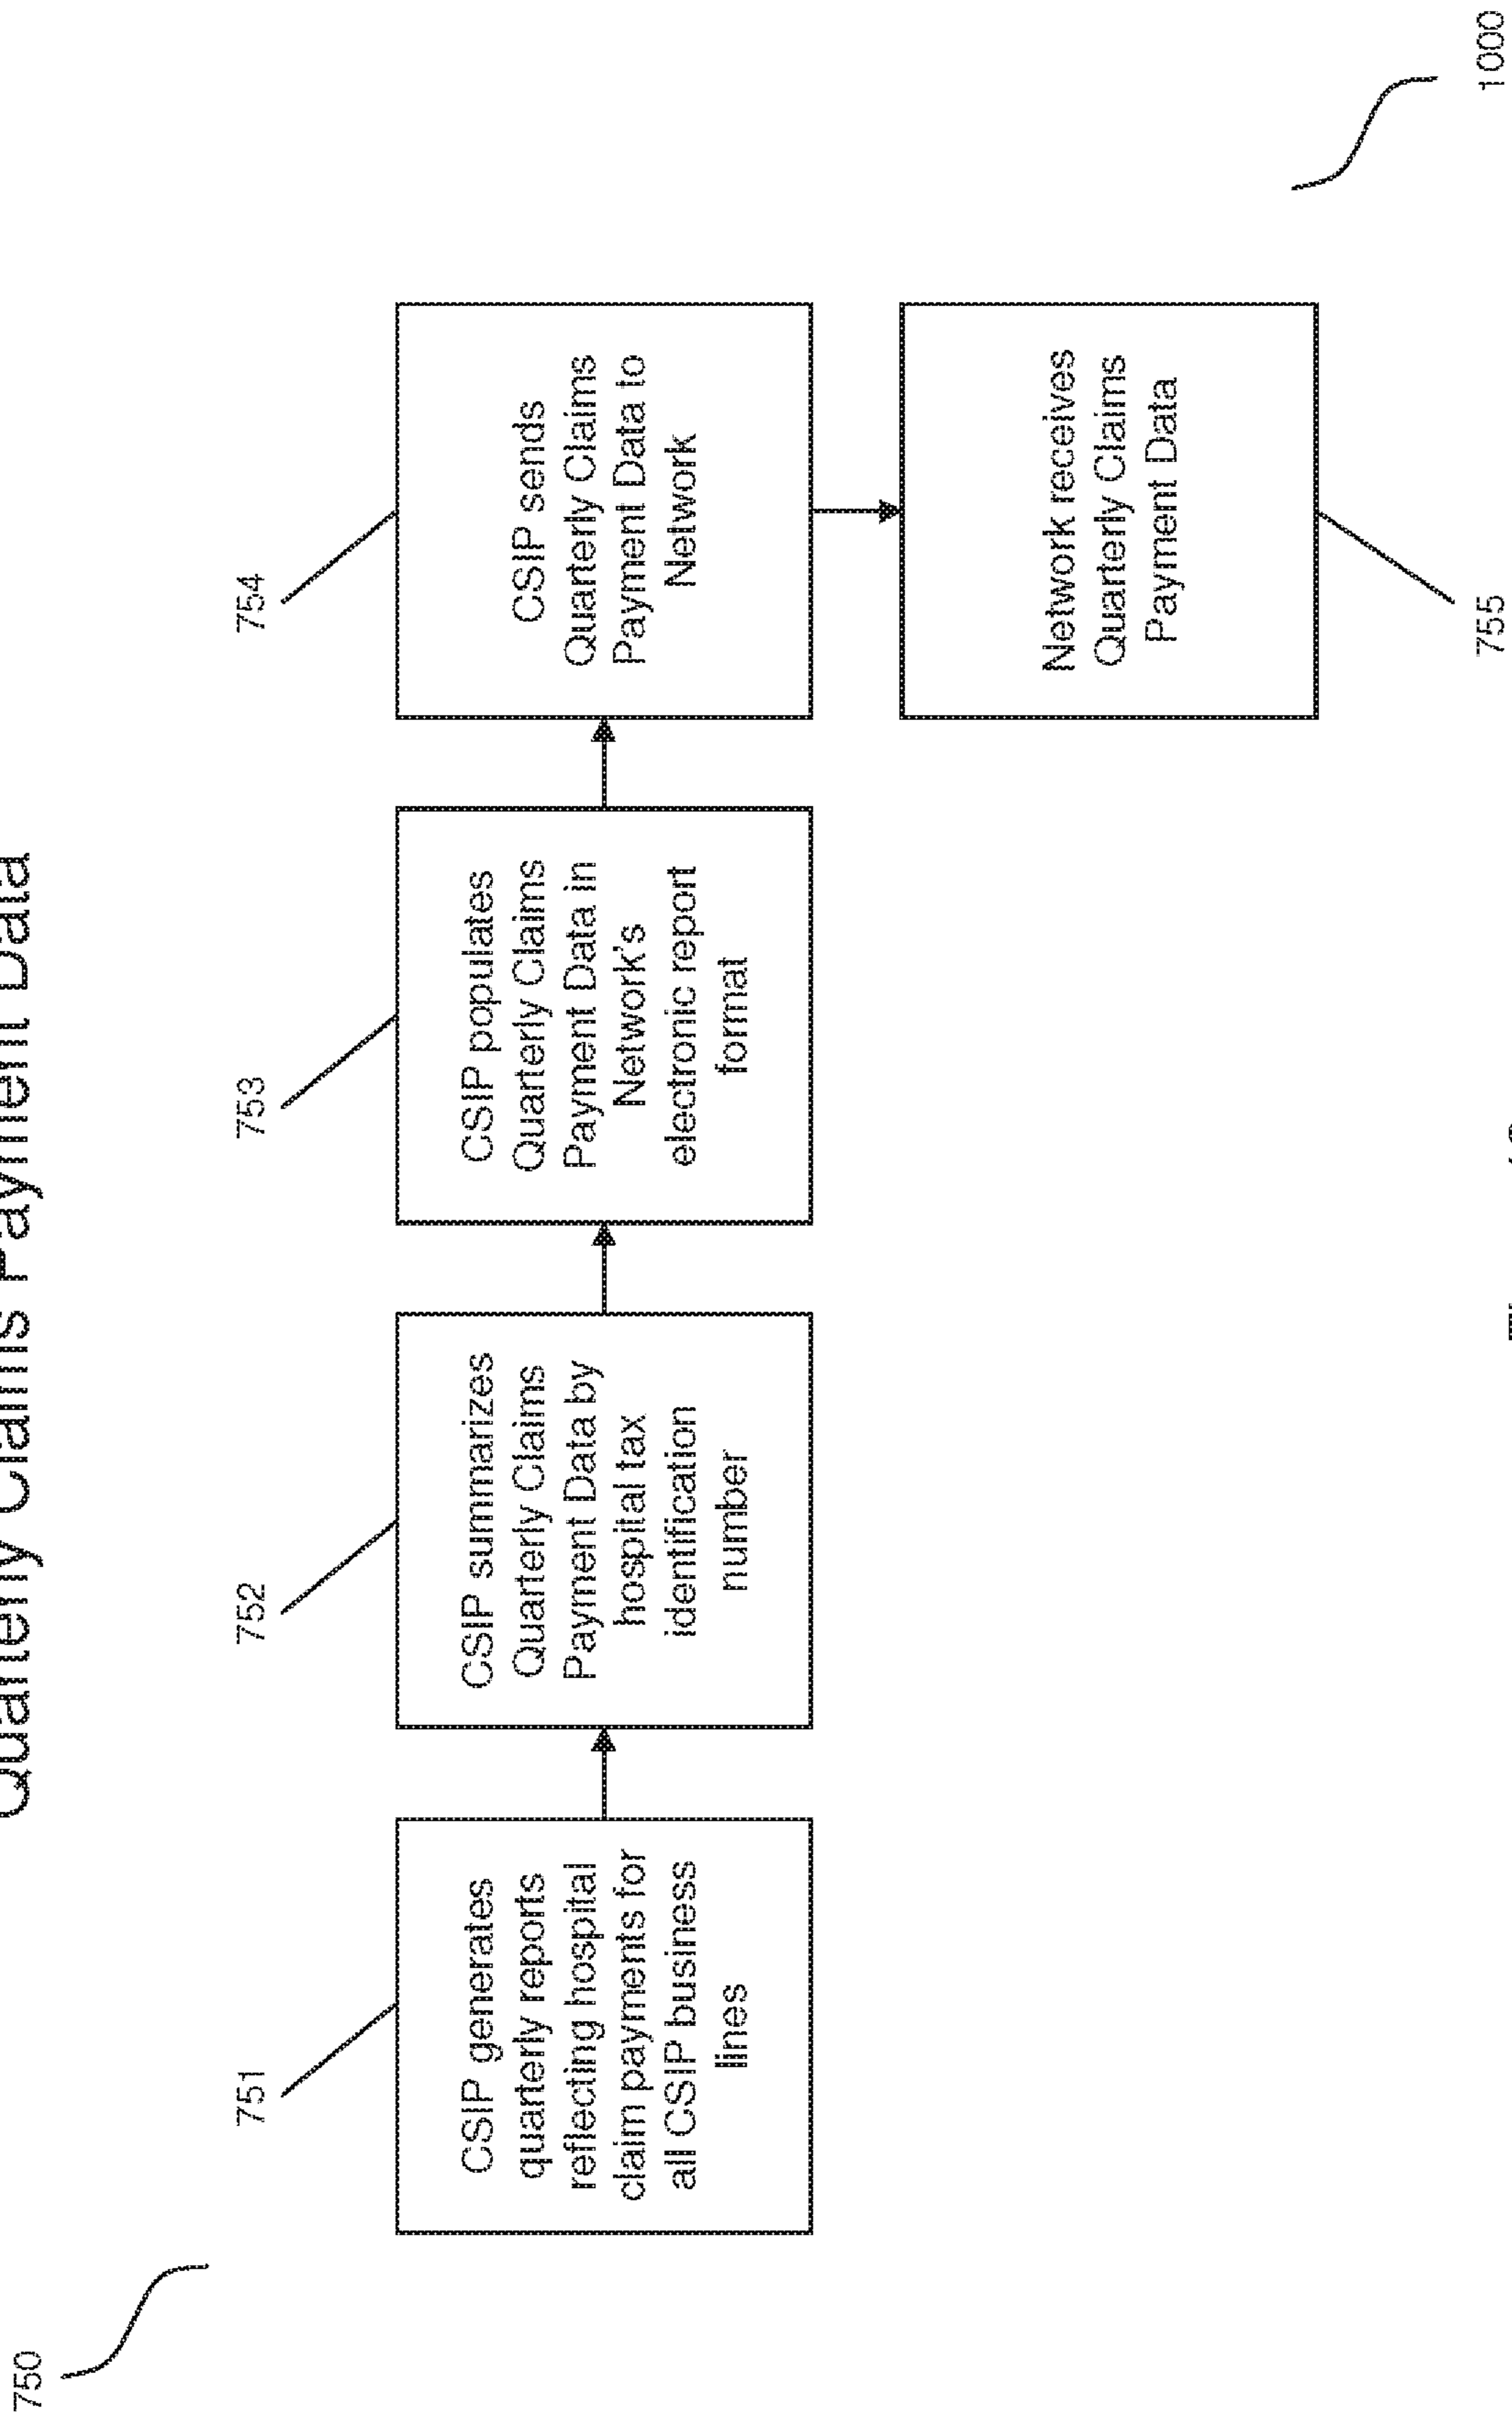 Quarterly Claims Payment Data
750
751
CSIP generates
quarterly reports
reflecting hospital
claim payments for
all CSIP business
lines
752
CSIP summarizes
Quarterly Claims
Payment Data by
hospital tax
identification
number
753
CSIP populates
Quarterly Claims
Payment Data in
Network's
electronic report
format
754
CSIP sends
Quarterly Claims
Payment Data to
Network
Network receives
Quarterly Claims
Payment Data
755
1000